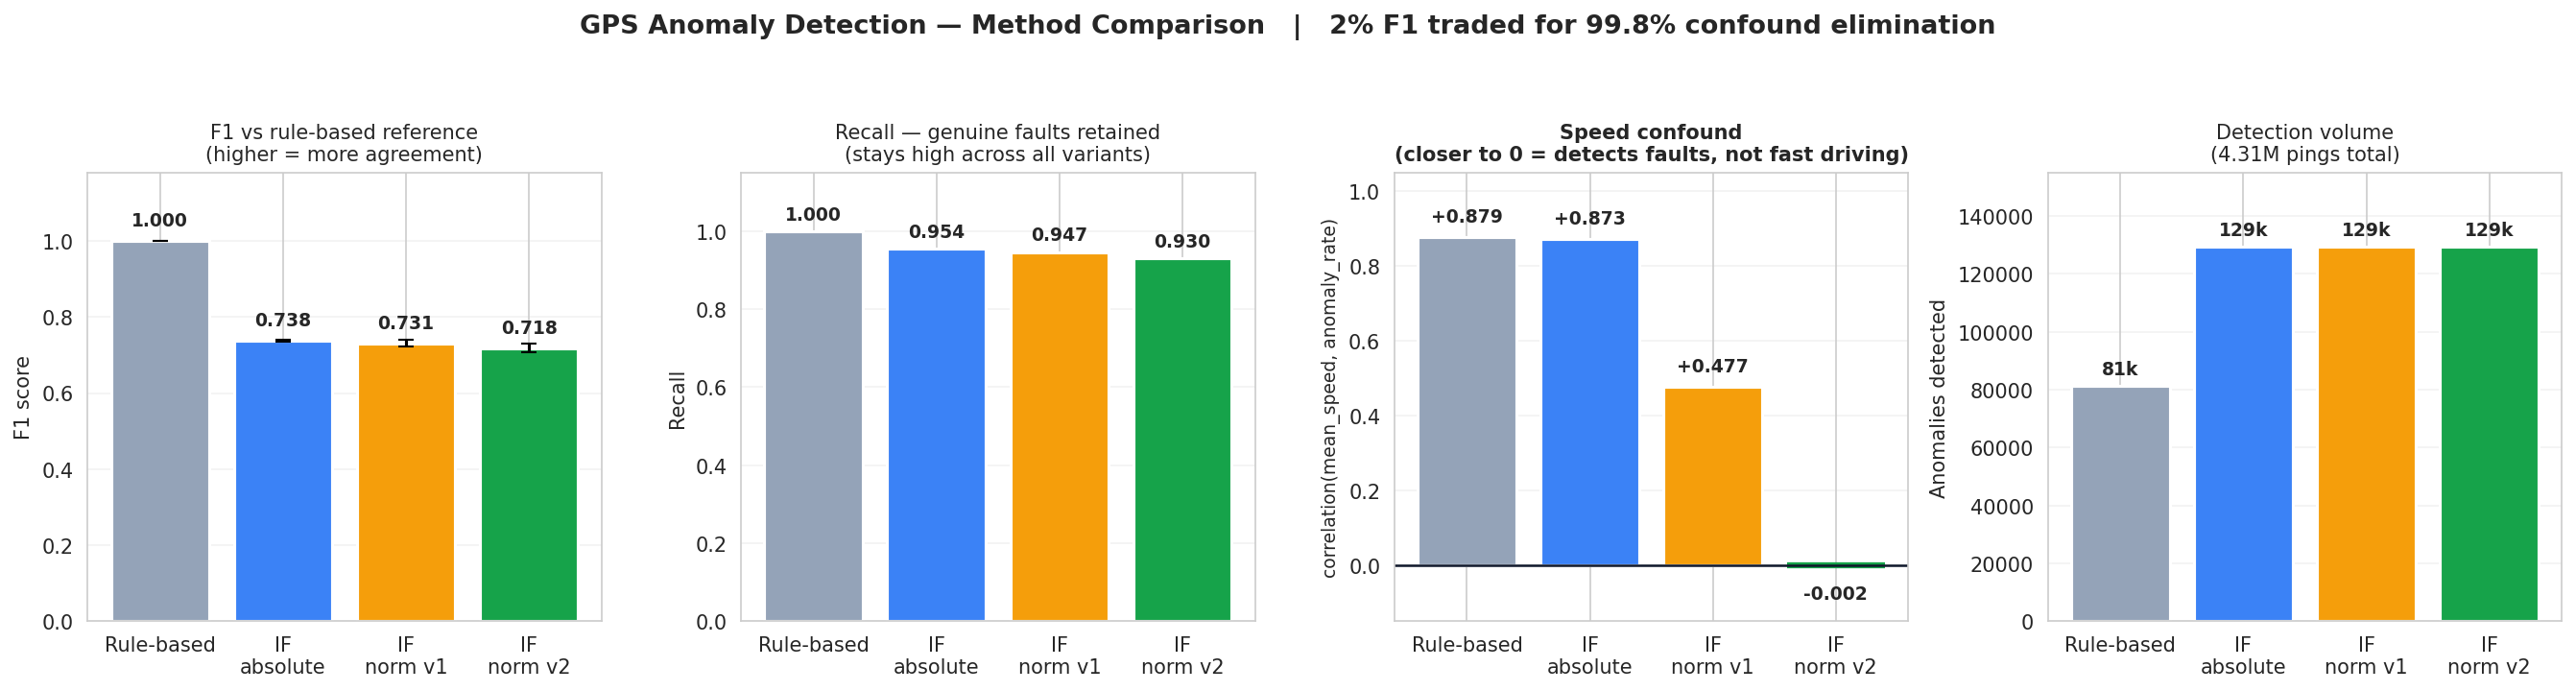 GPS Anomaly Detection — Method Comparison | 2% F1 traded for 99.8% confound elimination
F1 vs rule-based reference
(higher = more agreement)
F1 score
1.0
0.8
0.6
0.4
0.2
0.0
1.000
0.738
0.731
0.718
Rule-based
IF
absolute
IF
norm v1
IF
norm v2
Recall — genuine faults retained
(stays high across all variants)
Recall
1.0
0.8
0.6
0.4
0.2
0.0
1.000
0.954
0.947
0.930
Rule-based
IF
absolute
IF
norm v1
IF
norm v2
Speed confound
(closer to 0 = detects faults, not fast driving)
correlation(mean_speed, anomaly_rate)
1.0
0.8
0.6
0.4
0.2
0.0
+0.879
+0.873
+0.477
-0.002
Rule-based
IF
absolute
IF
norm v1
IF
norm v2
Detection volume
(4.31M pings total)
Anomalies detected
140000
120000
100000
80000
60000
40000
20000
0
81k
129k
129k
129k
Rule-based
IF
absolute
IF
norm v1
IF
norm v2